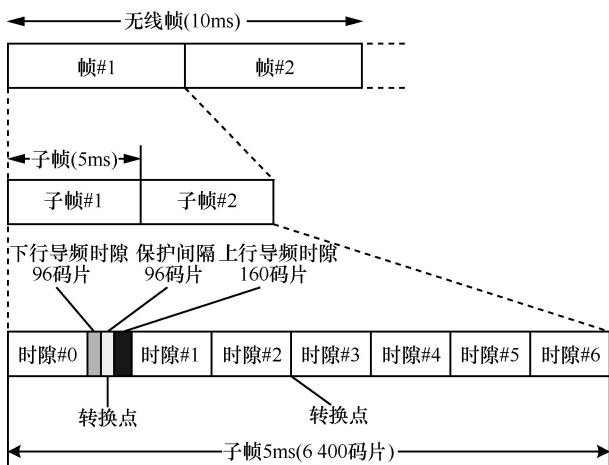 无线帧(10ms)
帧#1
帧#2
子帧(5ms)
子帧#1
子帧#2
下行导频时隙
96码片
保护间隔
96码片
上行导频时隙
160码片
时隙#0
时隙#1
时隙#2
时隙#3
时隙#4
时隙#5
时隙#6
转换点
转换点
子帧5ms(6 400码片)